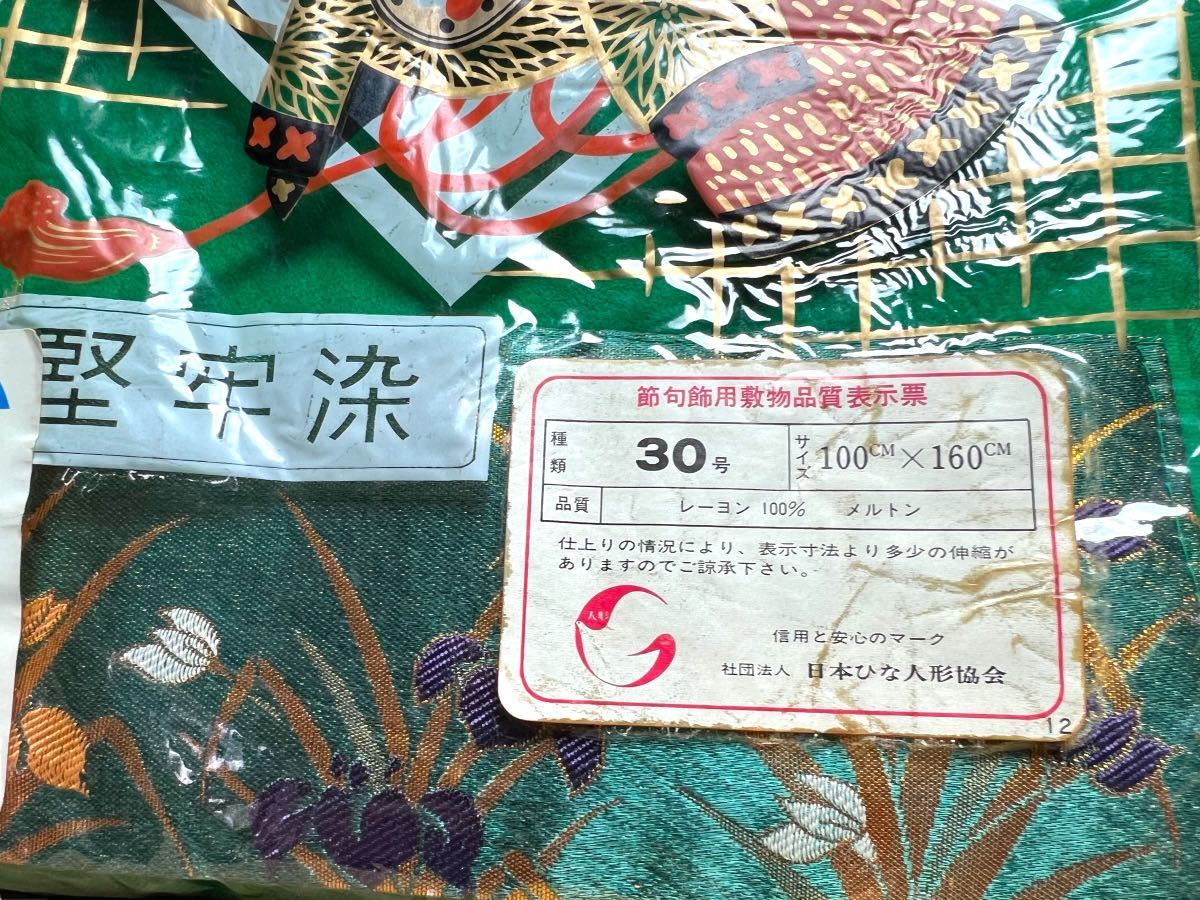 堅牢染
節句飾用敷物品質表示票
種類 30号 サイズ 100CM×160CM
品質 レーヨン 100% メルトン
仕上りの情況により、表示寸法より多少の伸縮が
ありますのでご諒承下さい。
人形
信用と安心のマーク
社団法人 日本ひな人形協会
12